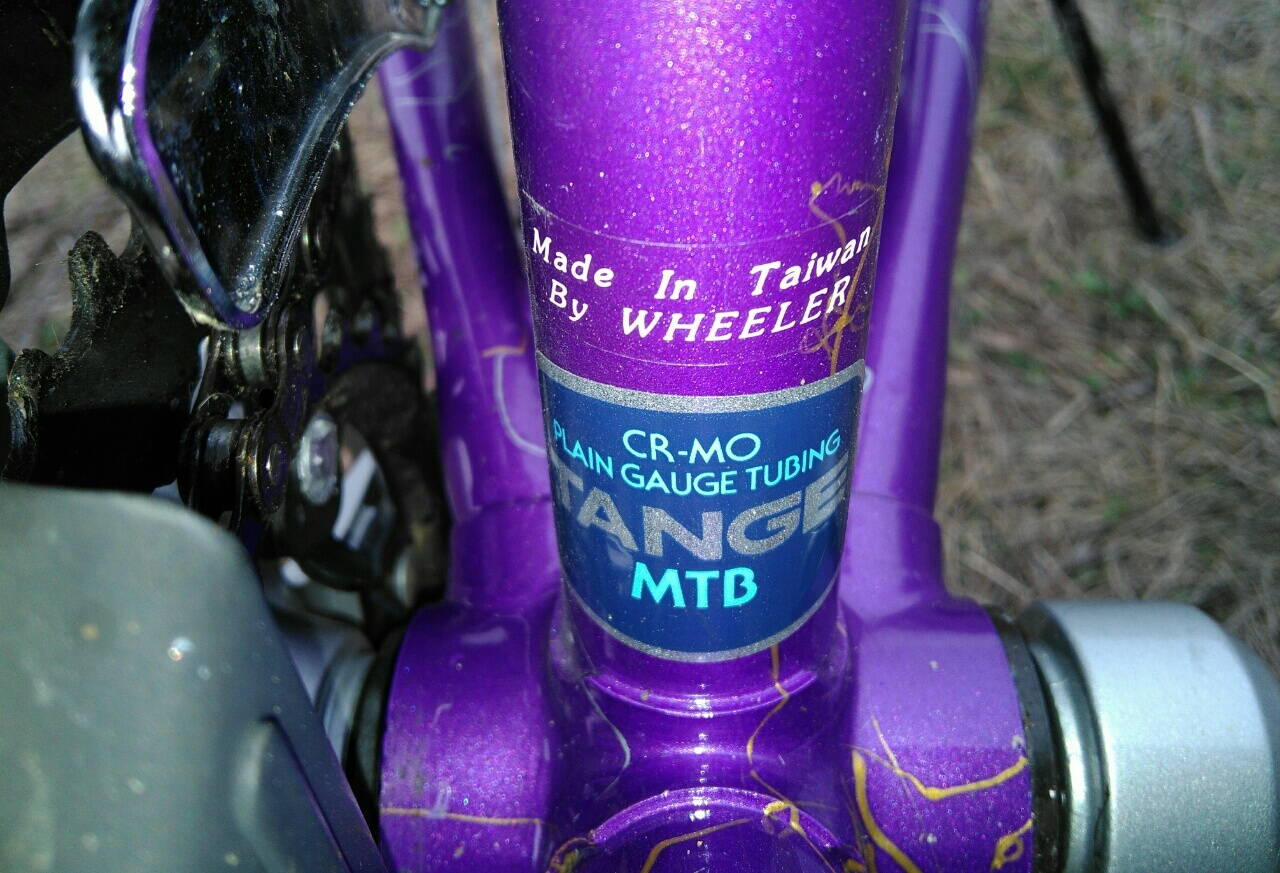 Made In Taiwan
By WHEELER
CR-MO
PLAIN GAUGE TUBING
TANGE
MTB